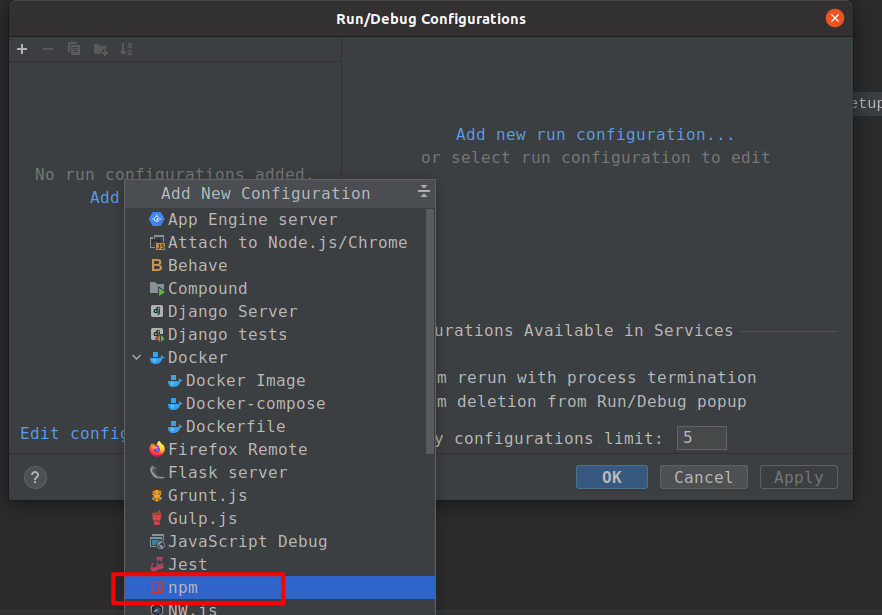 Run/Debug Configurations
Add new run configuration...
or select run configuration to edit
No run configurations added.
Add
Add New Configuration
App Engine server
Attach to Node.js/Chrome
Behave
Compound
Django Server
Django tests
Docker
Docker Image
Docker-compose
Dockerfile
Firefox Remote
Flask server
Grunt.js
Gulp.js
JavaScript Debug
Jest
npm
NW.js
urations Available in Services
m rerun with process termination
m deletion from Run/Debug popup
y configurations limit: 5
Edit config
?
OK
Cancel
Apply
etup